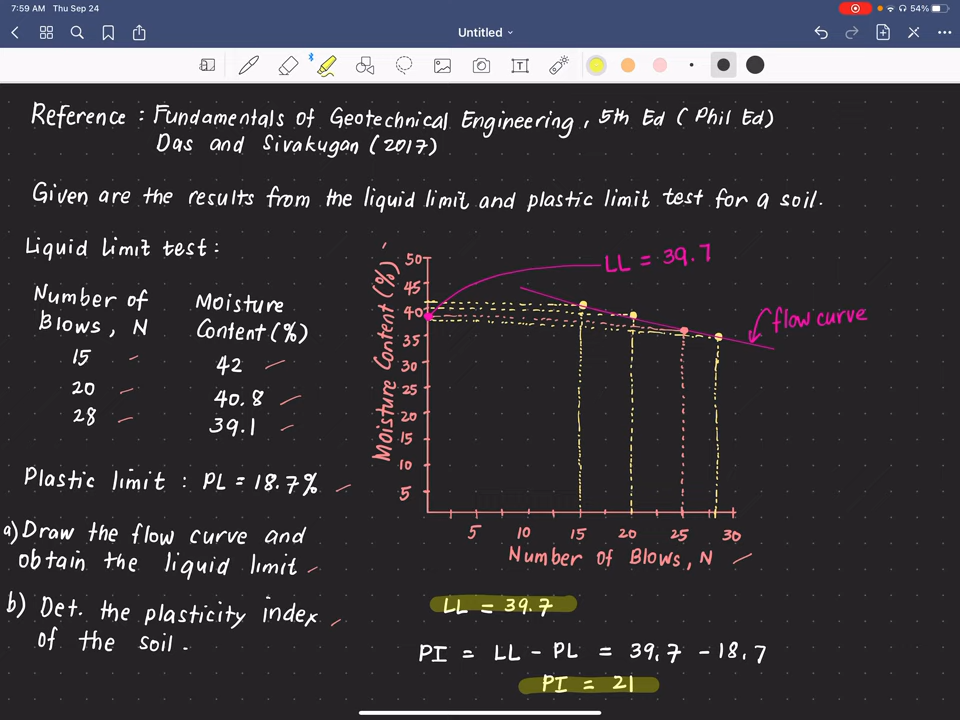 7:59 AM Thu Sep 24
54%
Untitled
Reference : Fundamentals of Geotechnical Engineering, 5th Ed (Phil Ed)
Das and Sivakugan (2017)
Given are the results from the liquid limit and plastic limit test for a soil.
Liquid limit test:
Number of Blows, N
Moisture Content (%)
15 42
20 40.8
28 39.1
Plastic limit : PL = 18.7%
a) Draw the flow curve and
obtain the liquid limit
b) Det. the plasticity index
of the soil.
Moisture Content (%)
50
45
40
35
30
25
20
15
10
5
5 10 15 20 25 30
Number of Blows, N
LL = 39.7
flow curve
LL = 39.7
PI = LL - PL = 39.7 - 18.7
PI = 21